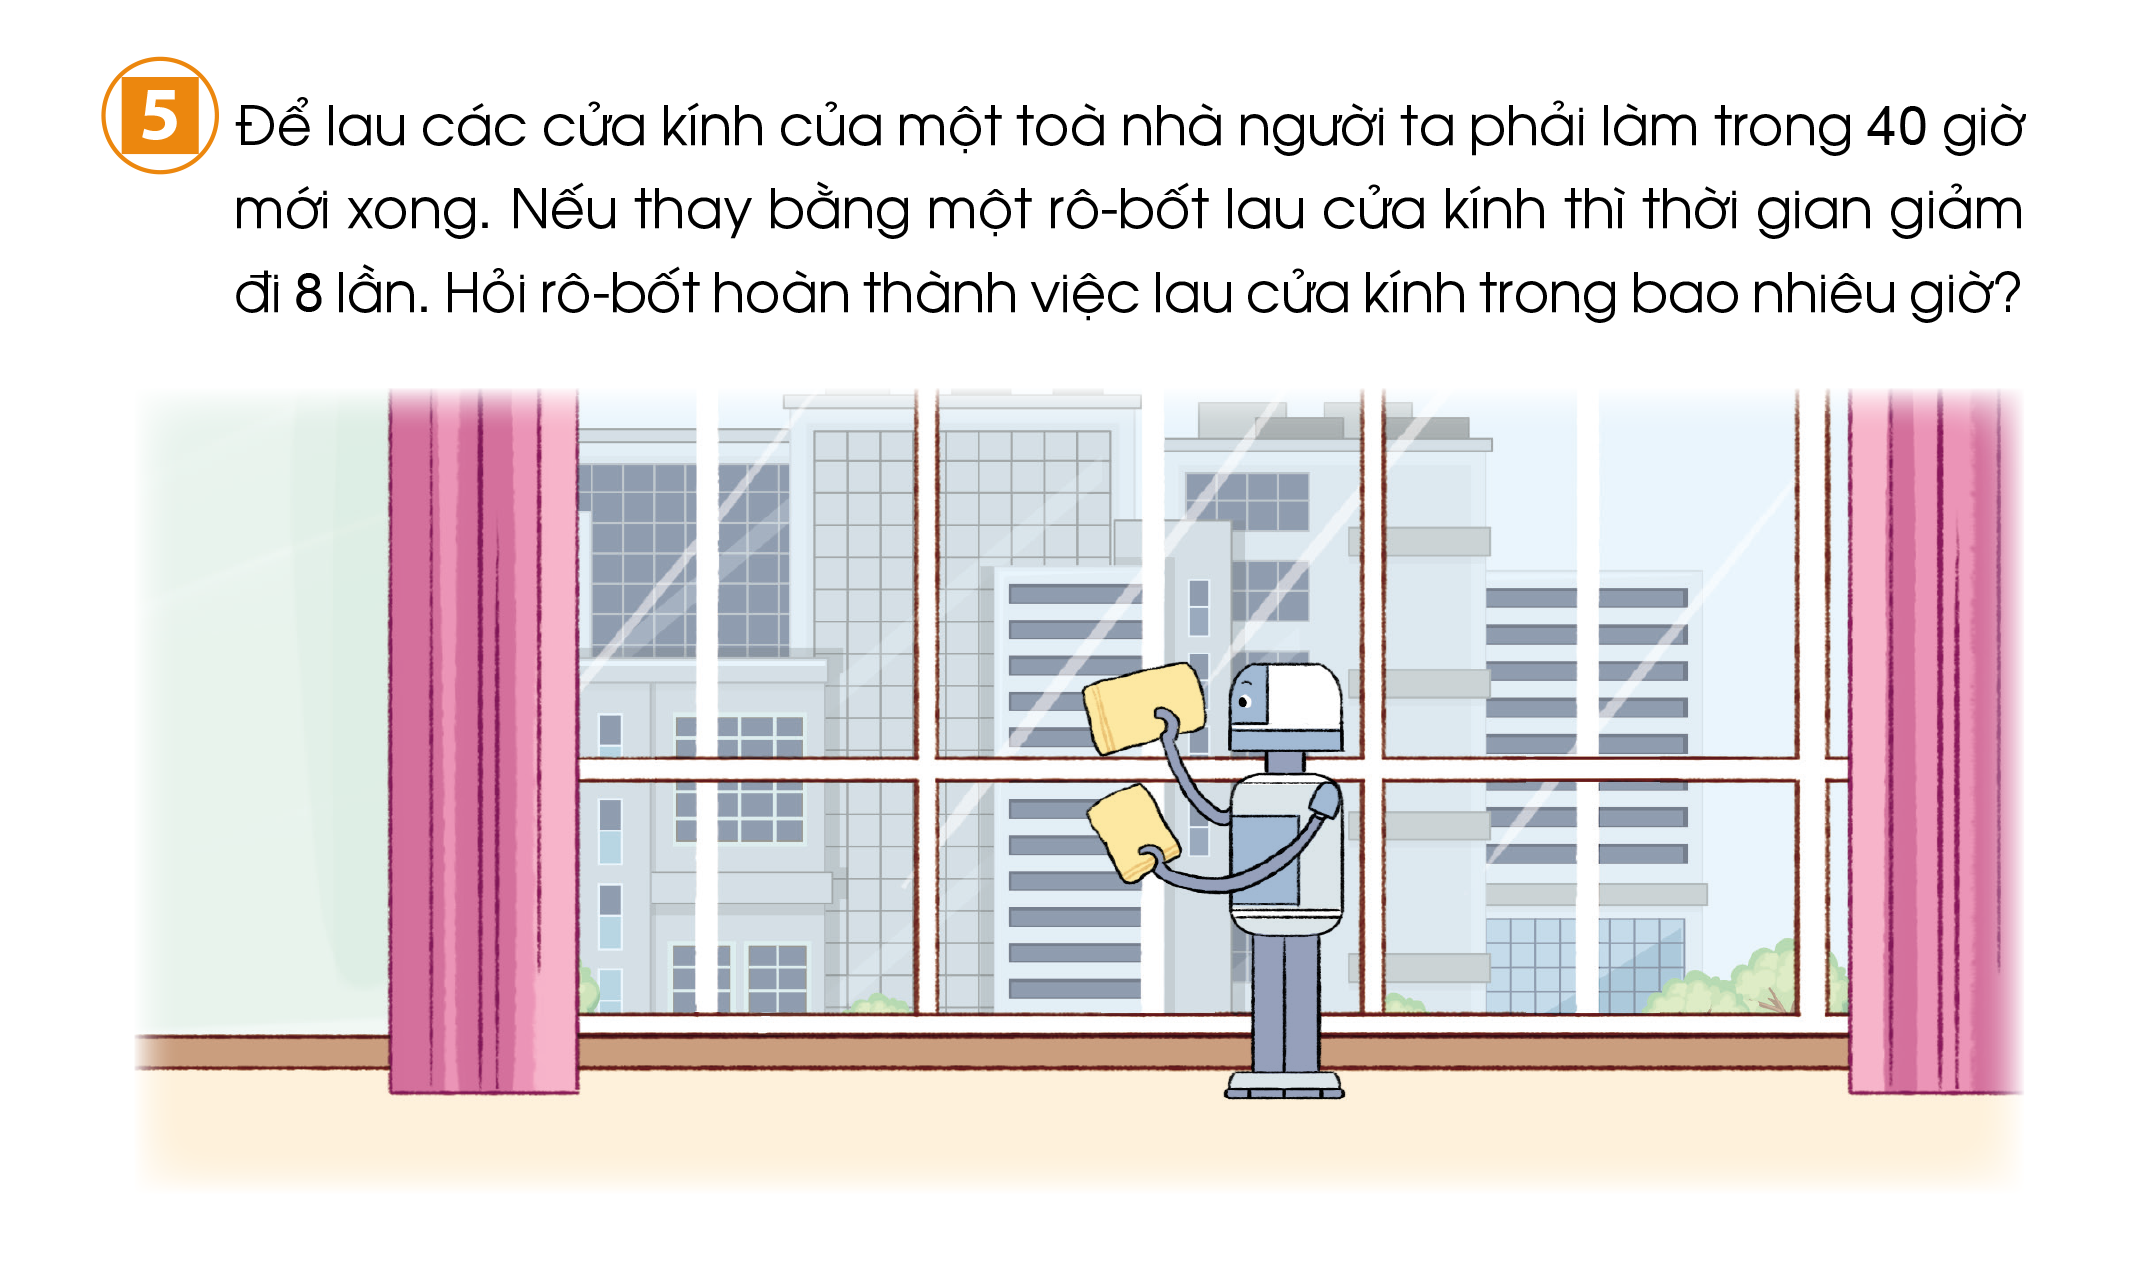 5 Để lau các cửa kính của một toà nhà người ta phải làm trong 40 giờ
mới xong. Nếu thay bằng một rô-bốt lau cửa kính thì thời gian giảm
đi 8 lần. Hỏi rô-bốt hoàn thành việc lau cửa kính trong bao nhiêu giờ?